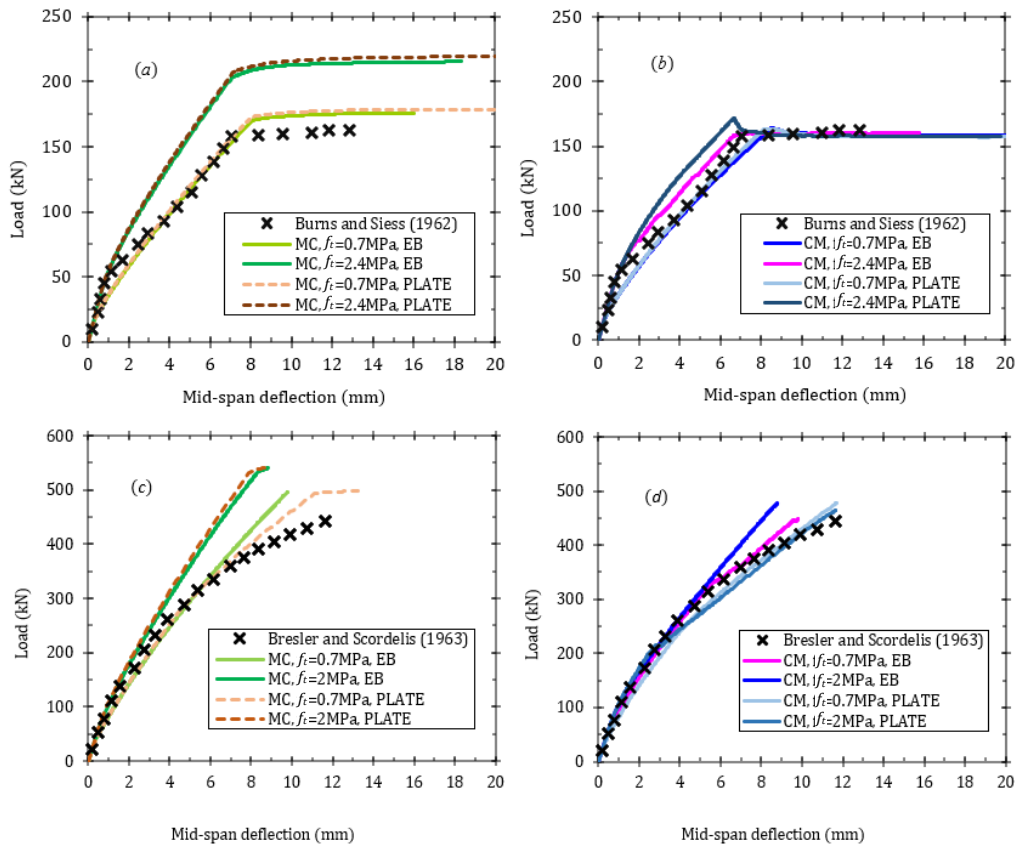 250
200
150
100
50
0
Load (kN)
(a)
Burns and Siess (1962)
MC, ft=0.7MPa, EB
MC, ft=2.4MPa, EB
MC, ft=0.7MPa, PLATE
MC, ft=2.4MPa, PLATE
0 2 4 6 8 10 12 14 16 18 20
Mid-span deflection (mm)
250
200
150
100
50
0
Load (kN)
(b)
Burns and Siess (1962)
CM, ft=0.7MPa, EB
CM, ft=2.4MPa, EB
CM, ft=0.7MPa, PLATE
CM, ft=2.4MPa, PLATE
0 2 4 6 8 10 12 14 16 18 20
Mid-span deflection (mm)
600
500
400
300
200
100
0
Load (kN)
(c)
Bresler and Scordelis (1963)
MC, ft=0.7MPa, EB
MC, ft=2MPa, EB
MC, ft=0.7MPa, PLATE
MC, ft=2MPa, PLATE
0 2 4 6 8 10 12 14 16 18 20
Mid-span deflection (mm)
600
500
400
300
200
100
0
Load (kN)
(d)
Bresler and Scordelis (1963)
CM, ft=0.7MPa, EB
CM, ft=2MPa, EB
CM, ft=0.7MPa, PLATE
CM, ft=2MPa, PLATE
0 2 4 6 8 10 12 14 16 18 20
Mid-span deflection (mm)